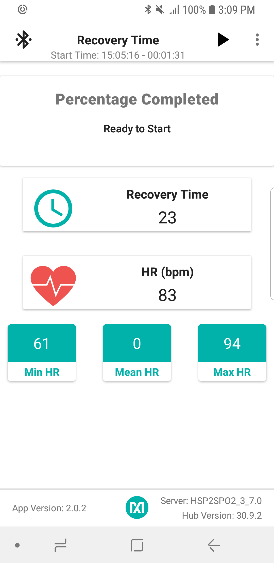 100% 3:09 PM
Recovery Time
Start Time: 15:05:16 - 00:01:31
Percentage Completed
Ready to Start
Recovery Time
23
HR (bpm)
83
61 0 94
Min HR Mean HR Max HR
App Version: 2.0.2
Server: HSP2SPO2_3_7.0
Hub Version: 30.9.2